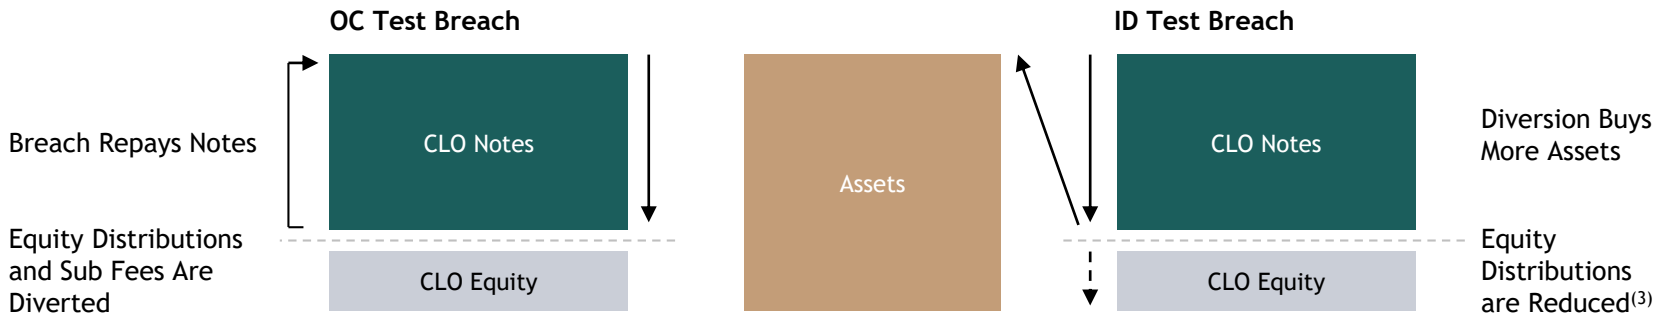 OC Test Breach
ID Test Breach
Breach Repays Notes
CLO Notes
Equity Distributions
and Sub Fees Are
Diverted
CLO Equity
Assets
CLO Notes
Diversion Buys
More Assets
CLO Equity
Equity
Distributions
are Reduced(3)